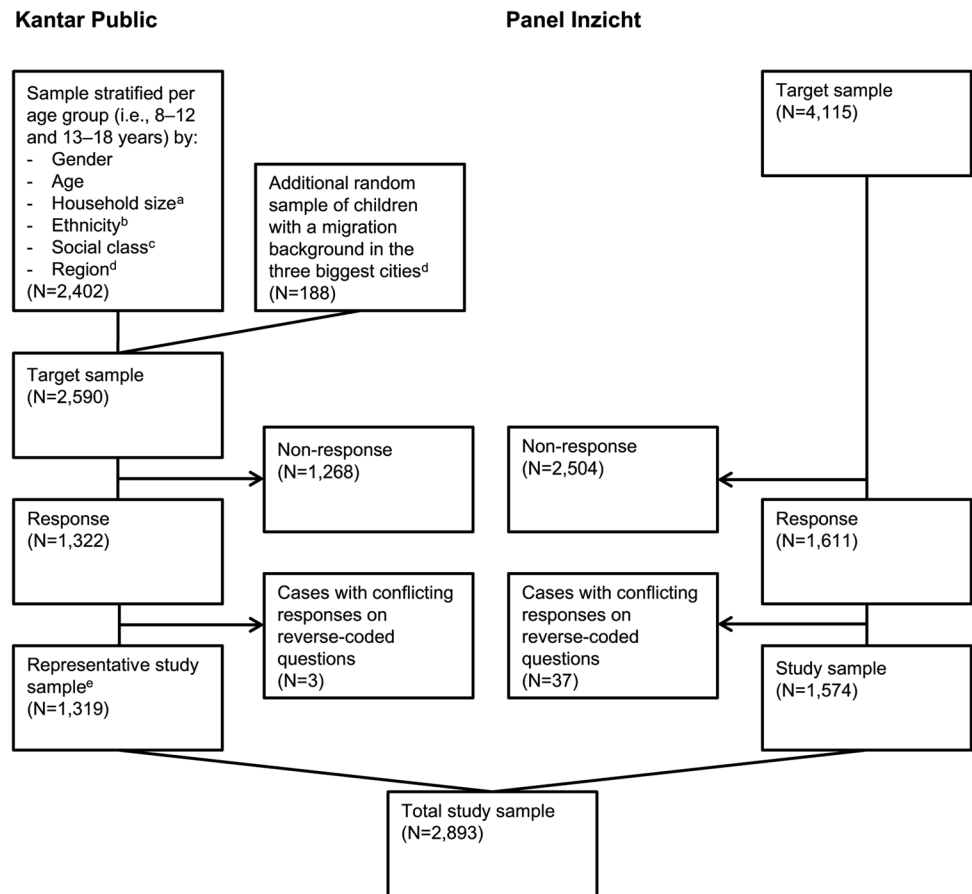 Kantar Public
Panel Inzicht
Sample stratified per
age group (i.e., 8–12
and 13–18 years) by:
- Gender
- Age
- Household sizeᵃ
- Ethnicityᵇ
- Social classᶜ
- Regionᵈ
(N=2,402)
Additional random
sample of children
with a migration
background in the
three biggest citiesᵈ
(N=188)
Target sample
(N=4,115)
Target sample
(N=2,590)
Non-response
(N=1,268)
Non-response
(N=2,504)
Response
(N=1,322)
Response
(N=1,611)
Cases with conflicting
responses on
reverse-coded
questions
(N=3)
Cases with conflicting
responses on
reverse-coded
questions
(N=37)
Representative study
sampleᵉ
(N=1,319)
Study sample
(N=1,574)
Total study sample
(N=2,893)